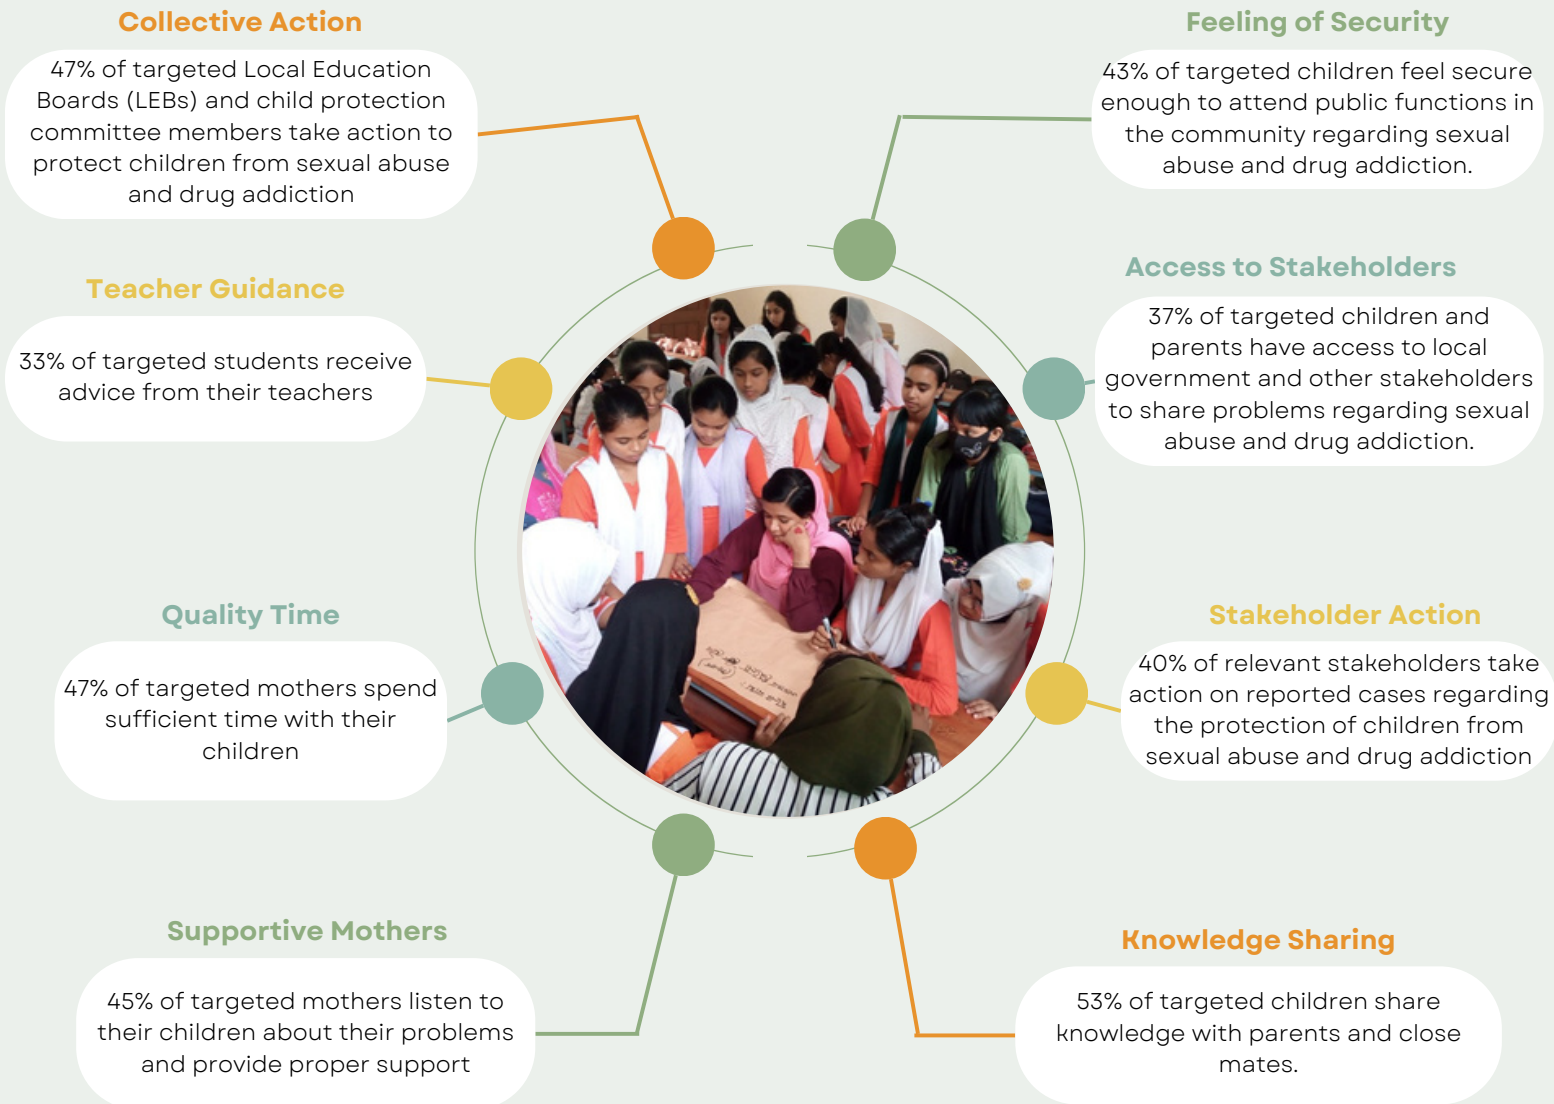 Collective Action
47% of targeted Local Education
Boards (LEBs) and child protection
committee members take action to
protect children from sexual abuse
and drug addiction
Teacher Guidance
33% of targeted students receive
advice from their teachers
Quality Time
47% of targeted mothers spend
sufficient time with their
children
Supportive Mothers
45% of targeted mothers listen to
their children about their problems
and provide proper support
Feeling of Security
43% of targeted children feel secure
enough to attend public functions in
the community regarding sexual
abuse and drug addiction.
Access to Stakeholders
37% of targeted children and
parents have access to local
government and other stakeholders
to share problems regarding sexual
abuse and drug addiction.
Stakeholder Action
40% of relevant stakeholders take
action on reported cases regarding
the protection of children from
sexual abuse and drug addiction
Knowledge Sharing
53% of targeted children share
knowledge with parents and close
mates.